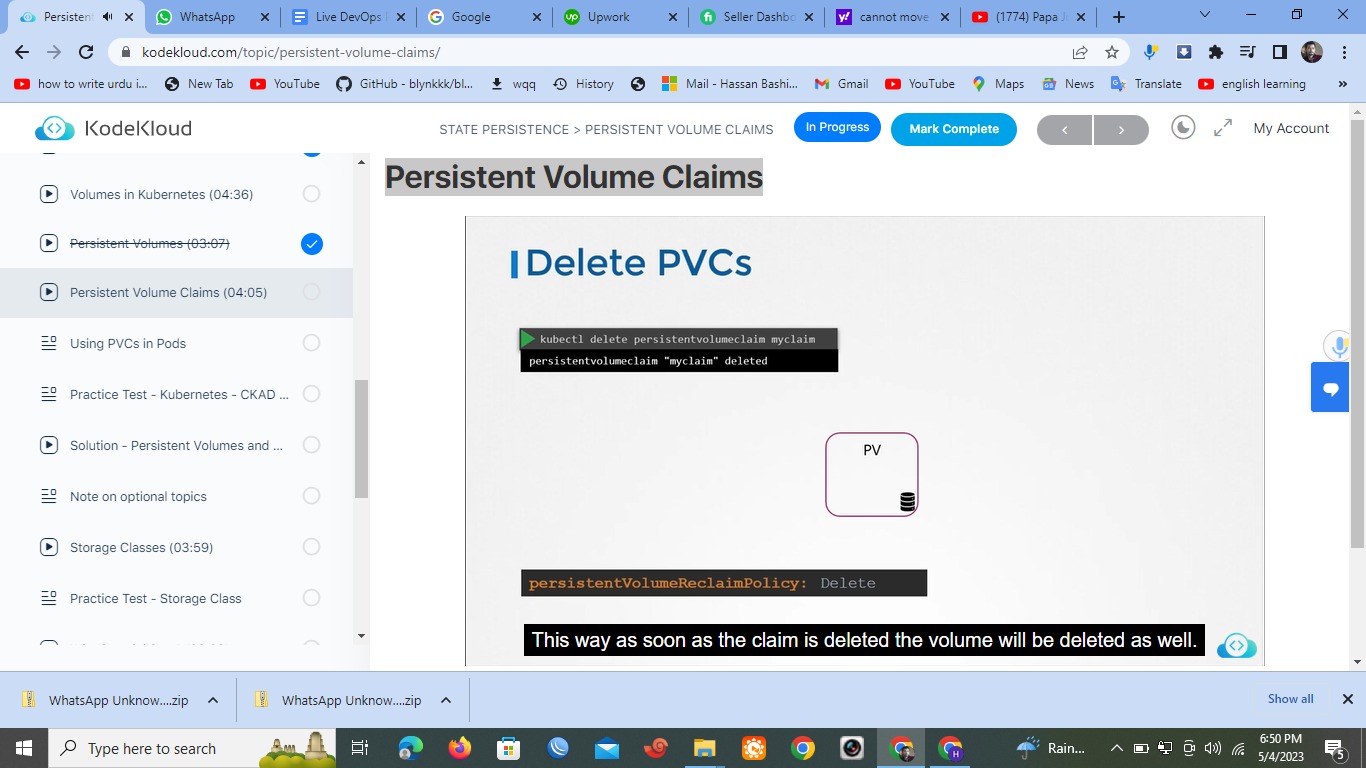 Persistent
WhatsApp
Live DevOps
Google
Upwork
Seller Dashbo
cannot move
(1774) Papa J
kodekloud.com/topic/persistent-volume-claims/
how to write urdu i...
New Tab
YouTube
GitHub - blynkkk/bl...
wqq
History
Mail - Hassan Bashi...
Gmail
YouTube
Maps
News
Translate
english learning
KodeKloud
STATE PERSISTENCE > PERSISTENT VOLUME CLAIMS
In Progress
Mark Complete
My Account
Volumes in Kubernetes (04:36)
Persistent Volumes (03:07)
Persistent Volume Claims (04:05)
Using PVCs in Pods
Practice Test - Kubernetes - CKAD ...
Solution - Persistent Volumes and ...
Note on optional topics
Storage Classes (03:59)
Practice Test - Storage Class
Persistent Volume Claims
Delete PVCs
kubectl delete persistentvolumeclaim myclaim
persistentvolumeclaim "myclaim" deleted
PV
persistentVolumeReclaimPolicy: Delete
This way as soon as the claim is deleted the volume will be deleted as well.
WhatsApp Unknow....zip
WhatsApp Unknow....zip
Show all
Type here to search
H
Rain...
6:50 PM
5/4/2023
5